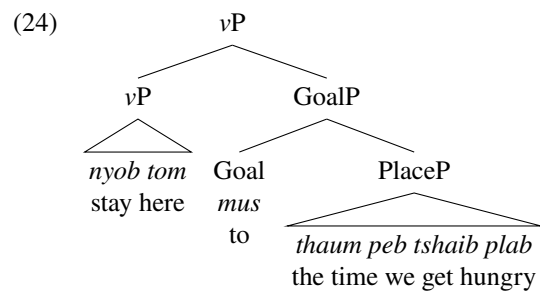 (24) vP
vP GoalP
nyob tom Goal PlaceP
stay here mus
to thaum peb tshaib plab
the time we get hungry